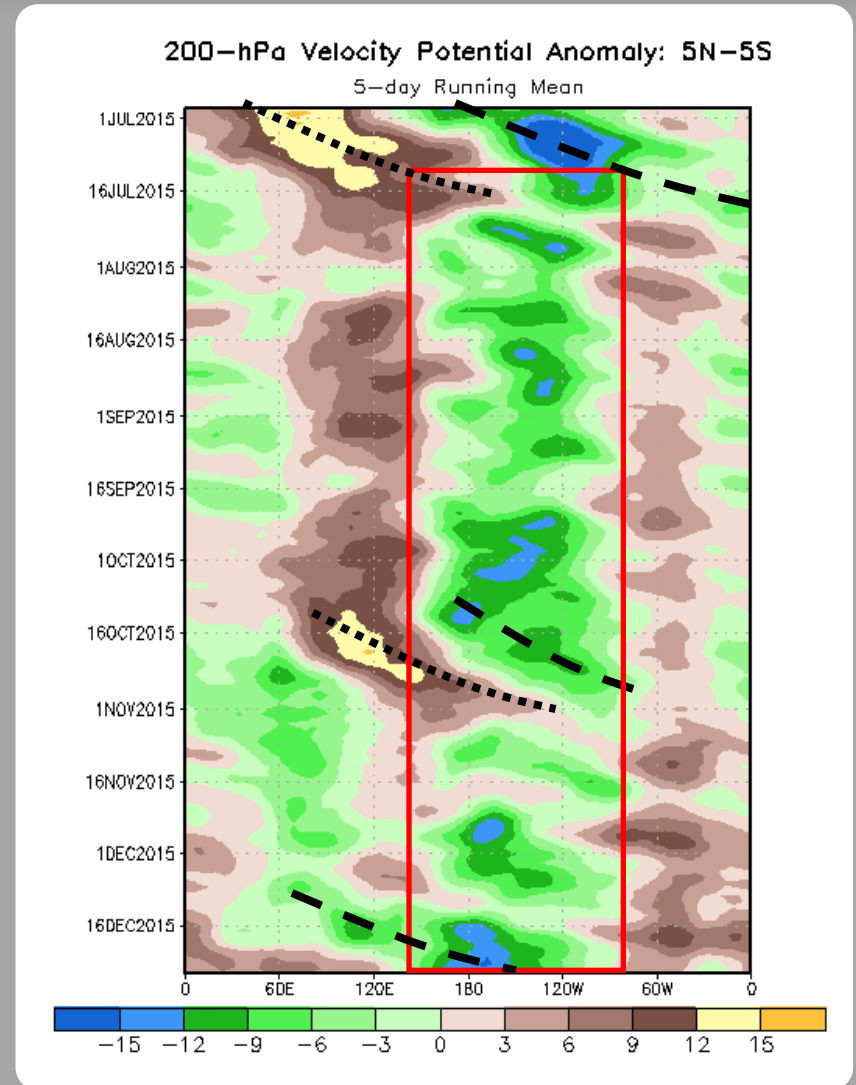 200-hPa Velocity Potential Anomaly: 5N-5S
5-day Running Mean
1JUL2015
16JUL2015
1AUG2015
16AUG2015
1SEP2015
16SEP2015
1OCT2015
16OCT2015
1NOV2015
16NOV2015
1DEC2015
16DEC2015
0 60E 120E 180 120W 60W 0
-15 -12 -9 -6 -3 0 3 6 9 12 15